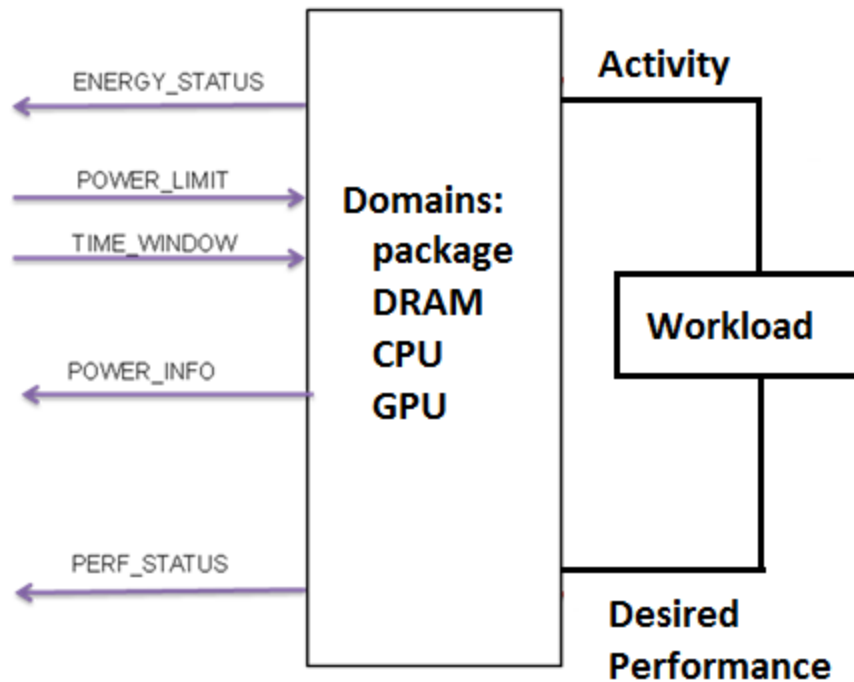 ENERGY_STATUS
POWER_LIMIT
TIME_WINDOW
POWER_INFO
PERF_STATUS
Domains:
package
DRAM
CPU
GPU
Activity
Workload
Desired
Performance